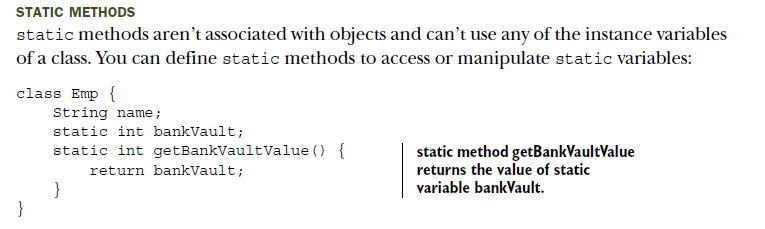 STATIC METHODS
static methods aren't associated with objects and can't use any of the instance variables
of a class. You can define static methods to access or manipulate static variables:
class Emp {
    String name;
    static int bankVault;
    static int getBankVaultValue() {
        return bankVault;
    }
}
static method getBankVaultValue
returns the value of static
variable bankVault.